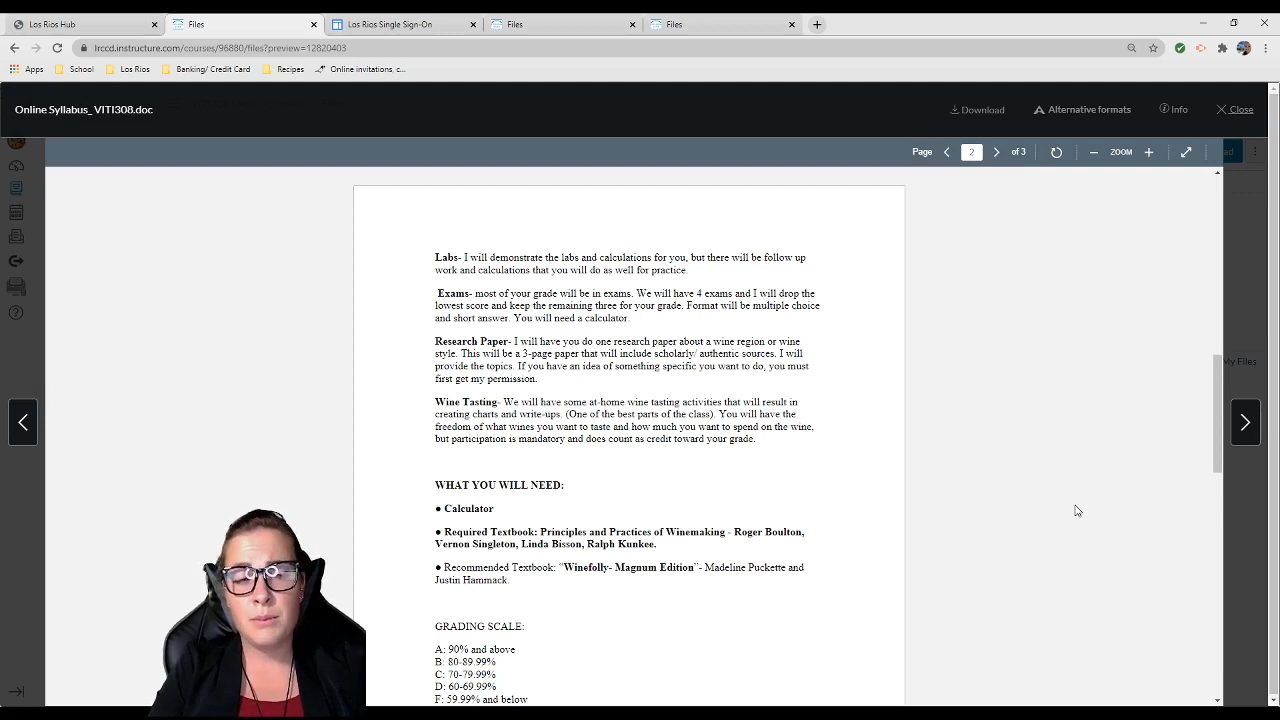 Los Rios Hub
Files
Los Rios Single Sign-On
Files
Files
lrccd.instructure.com/courses/96880/files?preview=12820403
Apps
School
Los Rios
Banking/ Credit Card
Recipes
Online invitations, c...
Online Syllabus_ VITI308.doc
Download
Alternative formats
Info
Close
Page 2 of 3
ZOOM
My Files
Labs- I will demonstrate the labs and calculations for you, but there will be follow up
work and calculations that you will do as well for practice.
Exams- most of your grade will be in exams. We will have 4 exams and I will drop the
lowest score and keep the remaining three for your grade. Format will be multiple choice
and short answer. You will need a calculator.
Research Paper- I will have you do one research paper about a wine region or wine
style. This will be a 3-page paper that will include scholarly/ authentic sources. I will
provide the topics. If you have an idea of something specific you want to do, you must
first get my permission.
Wine Tasting- We will have some at-home wine tasting activities that will result in
creating charts and write-ups. (One of the best parts of the class). You will have the
freedom of what wines you want to taste and how much you want to spend on the wine,
but participation is mandatory and does count as credit toward your grade.
WHAT YOU WILL NEED:
● Calculator
● Required Textbook: Principles and Practices of Winemaking - Roger Boulton,
Vernon Singleton, Linda Bisson, Ralph Kunkee.
● Recommended Textbook: “Winefolly- Magnum Edition”- Madeline Puckette and
Justin Hammack.
GRADING SCALE:
A: 90% and above
B: 80-89.99%
C: 70-79.99%
D: 60-69.99%
F: 59.99% and below